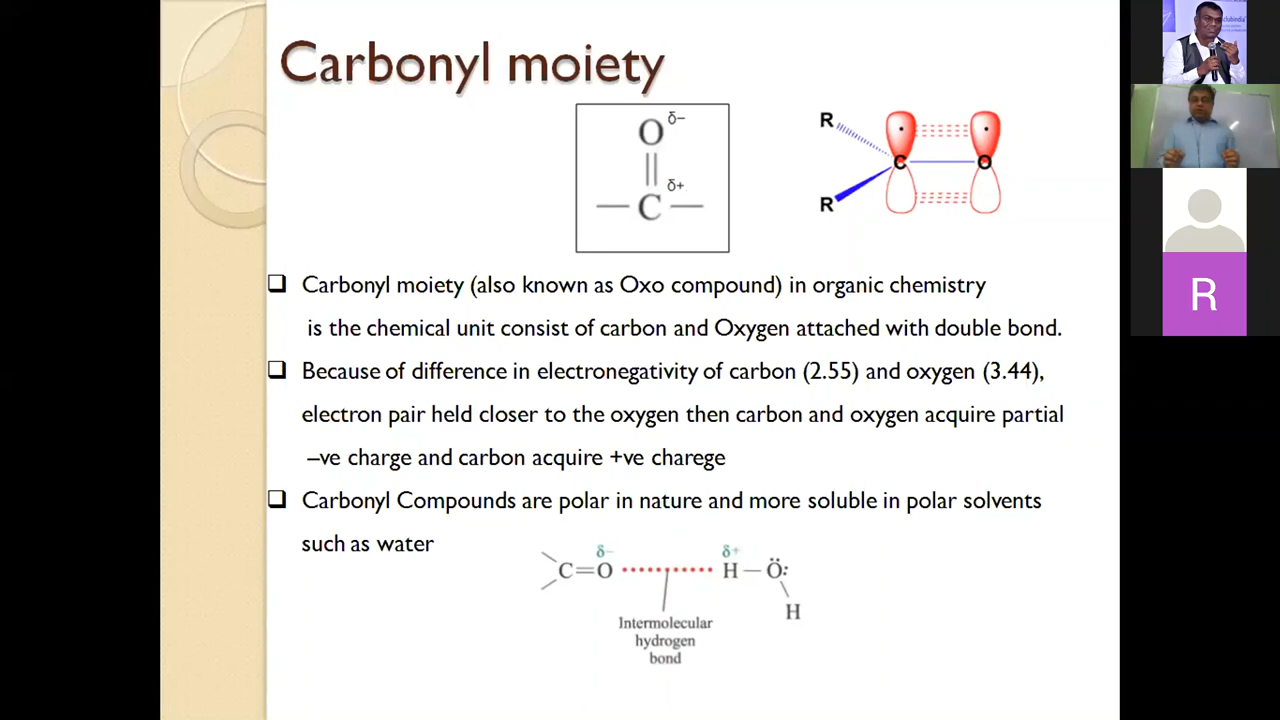 Carbonyl moiety
O δ−
δ+
C
R
C O
R
Carbonyl moiety (also known as Oxo compound) in organic chemistry
is the chemical unit consist of carbon and Oxygen attached with double bond.
Because of difference in electronegativity of carbon (2.55) and oxygen (3.44),
electron pair held closer to the oxygen then carbon and oxygen acquire partial
–ve charge and carbon acquire +ve charege
Carbonyl Compounds are polar in nature and more soluble in polar solvents
such as water
δ− δ+
C=O H—Ö:
H
Intermolecular
hydrogen
bond
clubindia
R